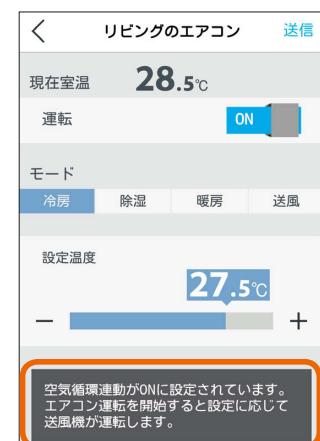 リビングのエアコン 送信
現在室温 28.5℃
運転 ON
モード
冷房 除湿 暖房 送風
設定温度
27.5℃
− +
空気循環連動がONに設定されています。
エアコン運転を開始すると設定に応じて
送風機が運転します。